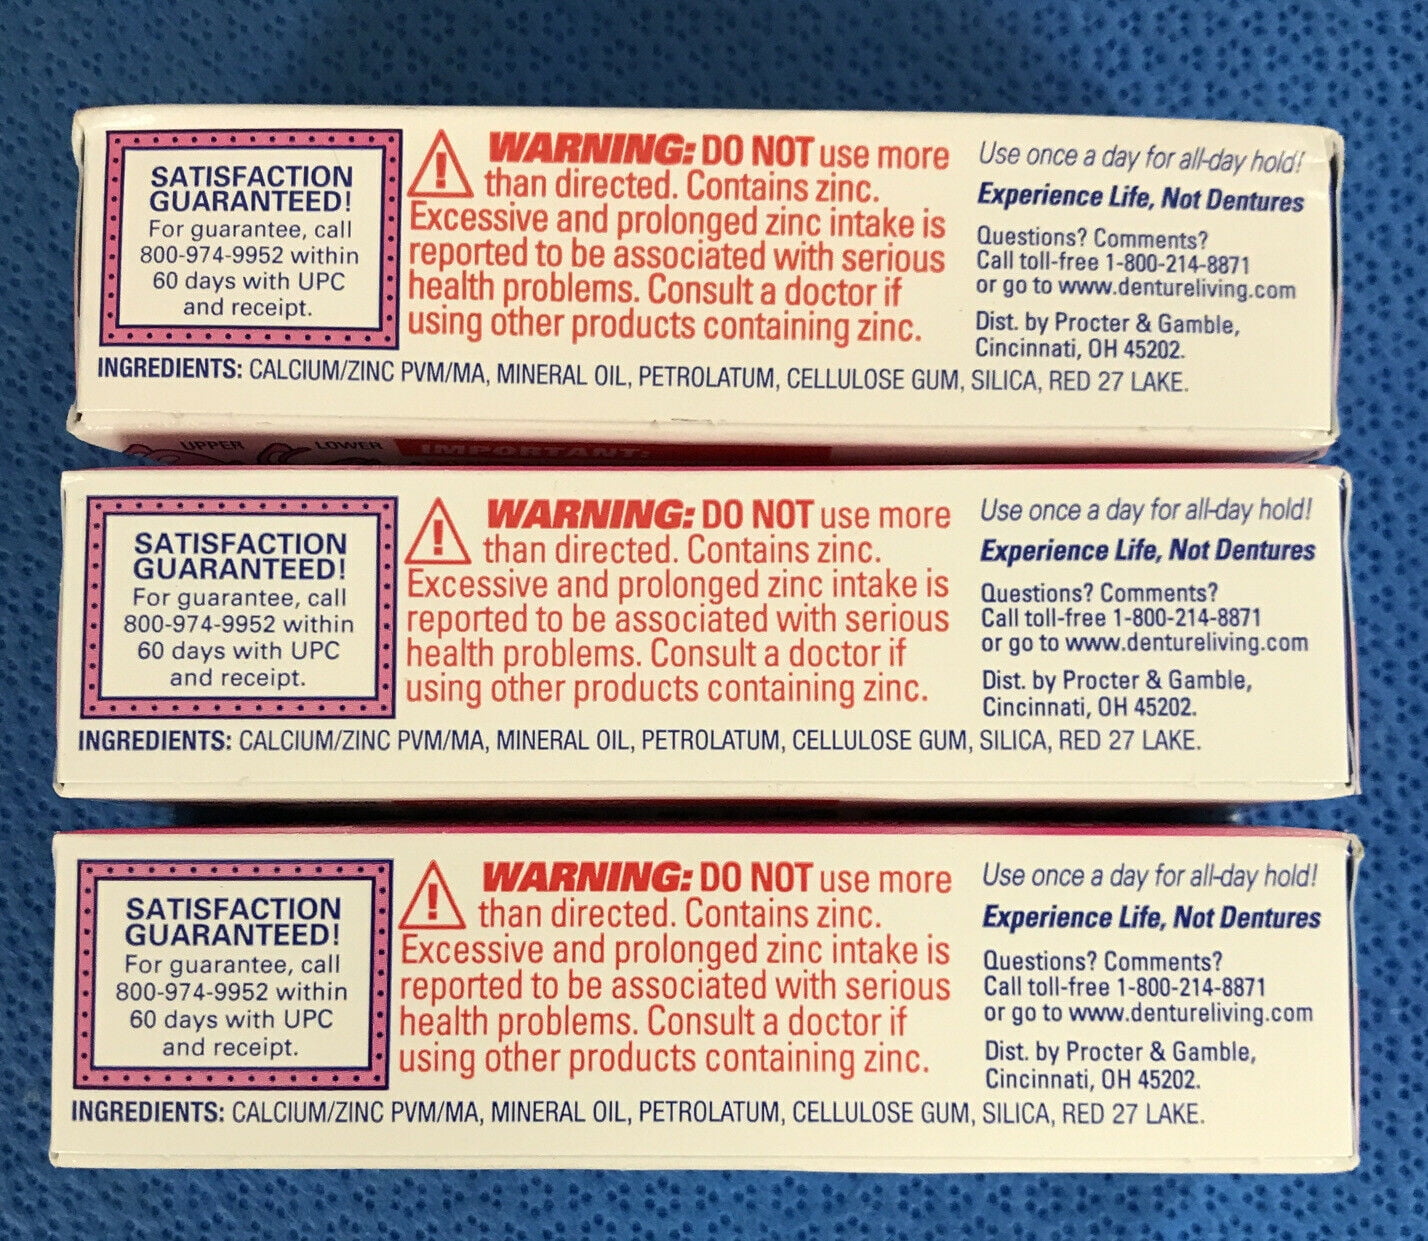 SATISFACTION
GUARANTEED!
For guarantee, call
800-974-9952 within
60 days with UPC
and receipt.
WARNING: DO NOT use more
than directed. Contains zinc.
Excessive and prolonged zinc intake is
reported to be associated with serious
health problems. Consult a doctor if
using other products containing zinc.
Use once a day for all-day hold!
Experience Life, Not Dentures
Questions? Comments?
Call toll-free 1-800-214-8871
or go to www.dentureliving.com
Dist. by Procter & Gamble,
Cincinnati, OH 45202.
INGREDIENTS: CALCIUM/ZINC PVM/MA, MINERAL OIL, PETROLATUM, CELLULOSE GUM, SILICA, RED 27 LAKE.
UPPER LOWER IMPORTANT:
SATISFACTION
GUARANTEED!
For guarantee, call
800-974-9952 within
60 days with UPC
and receipt.
WARNING: DO NOT use more
than directed. Contains zinc.
Excessive and prolonged zinc intake is
reported to be associated with serious
health problems. Consult a doctor if
using other products containing zinc.
Use once a day for all-day hold!
Experience Life, Not Dentures
Questions? Comments?
Call toll-free 1-800-214-8871
or go to www.dentureliving.com
Dist. by Procter & Gamble,
Cincinnati, OH 45202.
INGREDIENTS: CALCIUM/ZINC PVM/MA, MINERAL OIL, PETROLATUM, CELLULOSE GUM, SILICA, RED 27 LAKE.
SATISFACTION
GUARANTEED!
For guarantee, call
800-974-9952 within
60 days with UPC
and receipt.
WARNING: DO NOT use more
than directed. Contains zinc.
Excessive and prolonged zinc intake is
reported to be associated with serious
health problems. Consult a doctor if
using other products containing zinc.
Use once a day for all-day hold!
Experience Life, Not Dentures
Questions? Comments?
Call toll-free 1-800-214-8871
or go to www.dentureliving.com
Dist. by Procter & Gamble,
Cincinnati, OH 45202.
INGREDIENTS: CALCIUM/ZINC PVM/MA, MINERAL OIL, PETROLATUM, CELLULOSE GUM, SILICA, RED 27 LAKE.